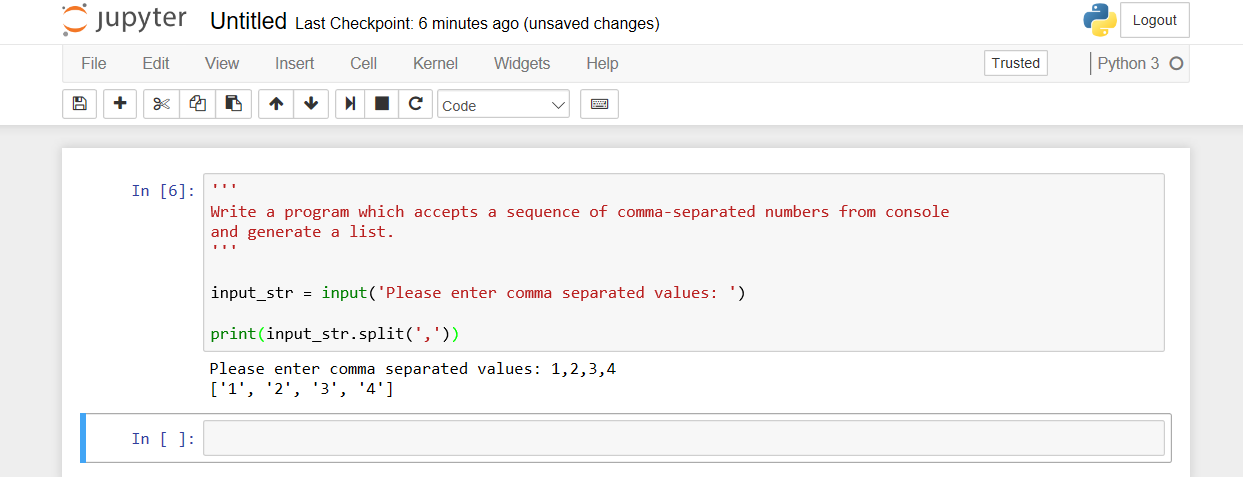 jupyter Untitled Last Checkpoint: 6 minutes ago (unsaved changes) Logout
File Edit View Insert Cell Kernel Widgets Help Trusted Python 3
Code
In [6]: '''
Write a program which accepts a sequence of comma-separated numbers from console
and generate a list.
'''
input_str = input('Please enter comma separated values: ')
print(input_str.split(','))
Please enter comma separated values: 1,2,3,4
['1', '2', '3', '4']
In [ ]: